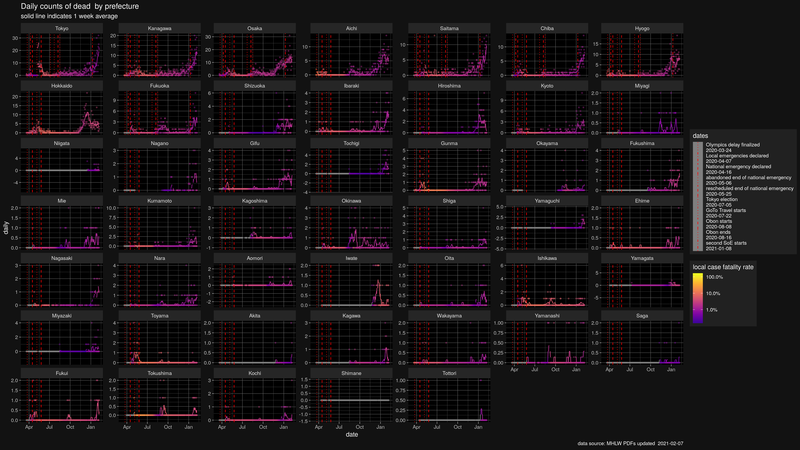 Daily counts of dead by prefecture
solid line indicates 1 week average
Tokyo Kanagawa Osaka Aichi Saitama Chiba Hyogo
Hokkaido Fukuoka Shizuoka Ibaraki Hiroshima Kyoto Miyagi
Niigata Nagano Gifu Tochigi Gunma Okayama Fukushima
Mie Kumamoto Kagoshima Okinawa Shiga Yamaguchi Ehime
Nagasaki Nara Aomori Iwate Oita Ishikawa Yamagata
Miyazaki Toyama Akita Kagawa Wakayama Yamanashi Saga
Fukui Tokushima Kochi Shimane Tottori
Apr Jul Oct Jan
daily
date
dates
Olympics delay finalized
2020-03-24
Local emergencies declared
2020-04-07
National emergency declared
2020-04-16
abandoned end of national emergency
2020-05-06
rescheduled end of national emergency
2020-05-25
Tokyo election
2020-07-05
GoTo Travel starts
2020-07-22
Obon starts
2020-08-08
Obon ends
2020-08-16
second SoE starts
2021-01-08
local case fatality rate
100.0%
10.0%
1.0%
data source: MHLW PDFs updated 2021-02-07